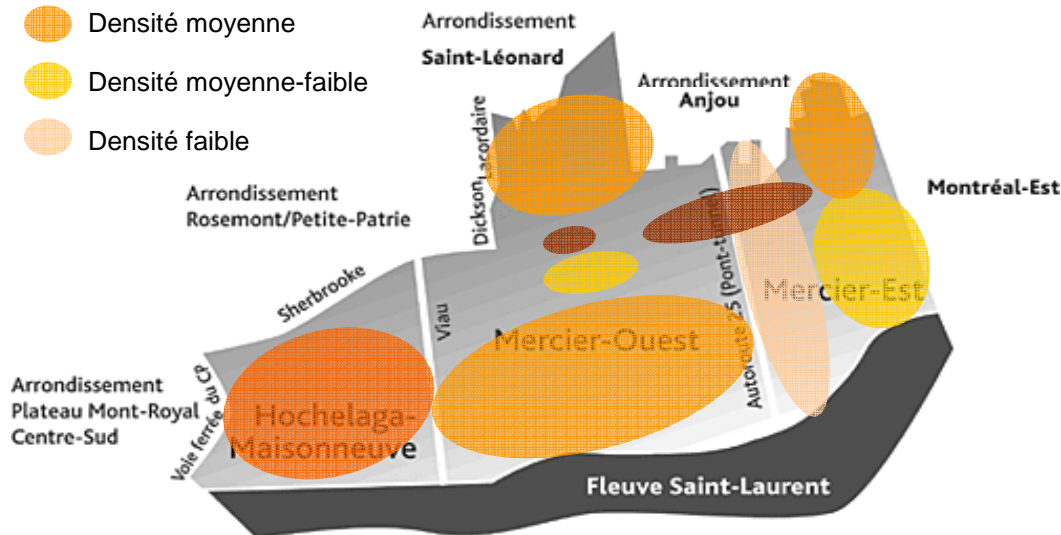 Densité moyenne
Densité moyenne-faible
Densité faible
Arrondissement
Saint-Léonard
Arrondissement
Anjou
Montréal-Est
Dickson
Lacordaire
Arrondissement
Rosemont/Petite-Patrie
Sherbrooke
Viau
Autoroute 25 (Pont-tunnel)
Mercier-Est
Mercier-Ouest
Arrondissement
Plateau Mont-Royal
Centre-Sud
Voie ferrée du CP
Hochelaga-
Maisonneuve
Fleuve Saint-Laurent